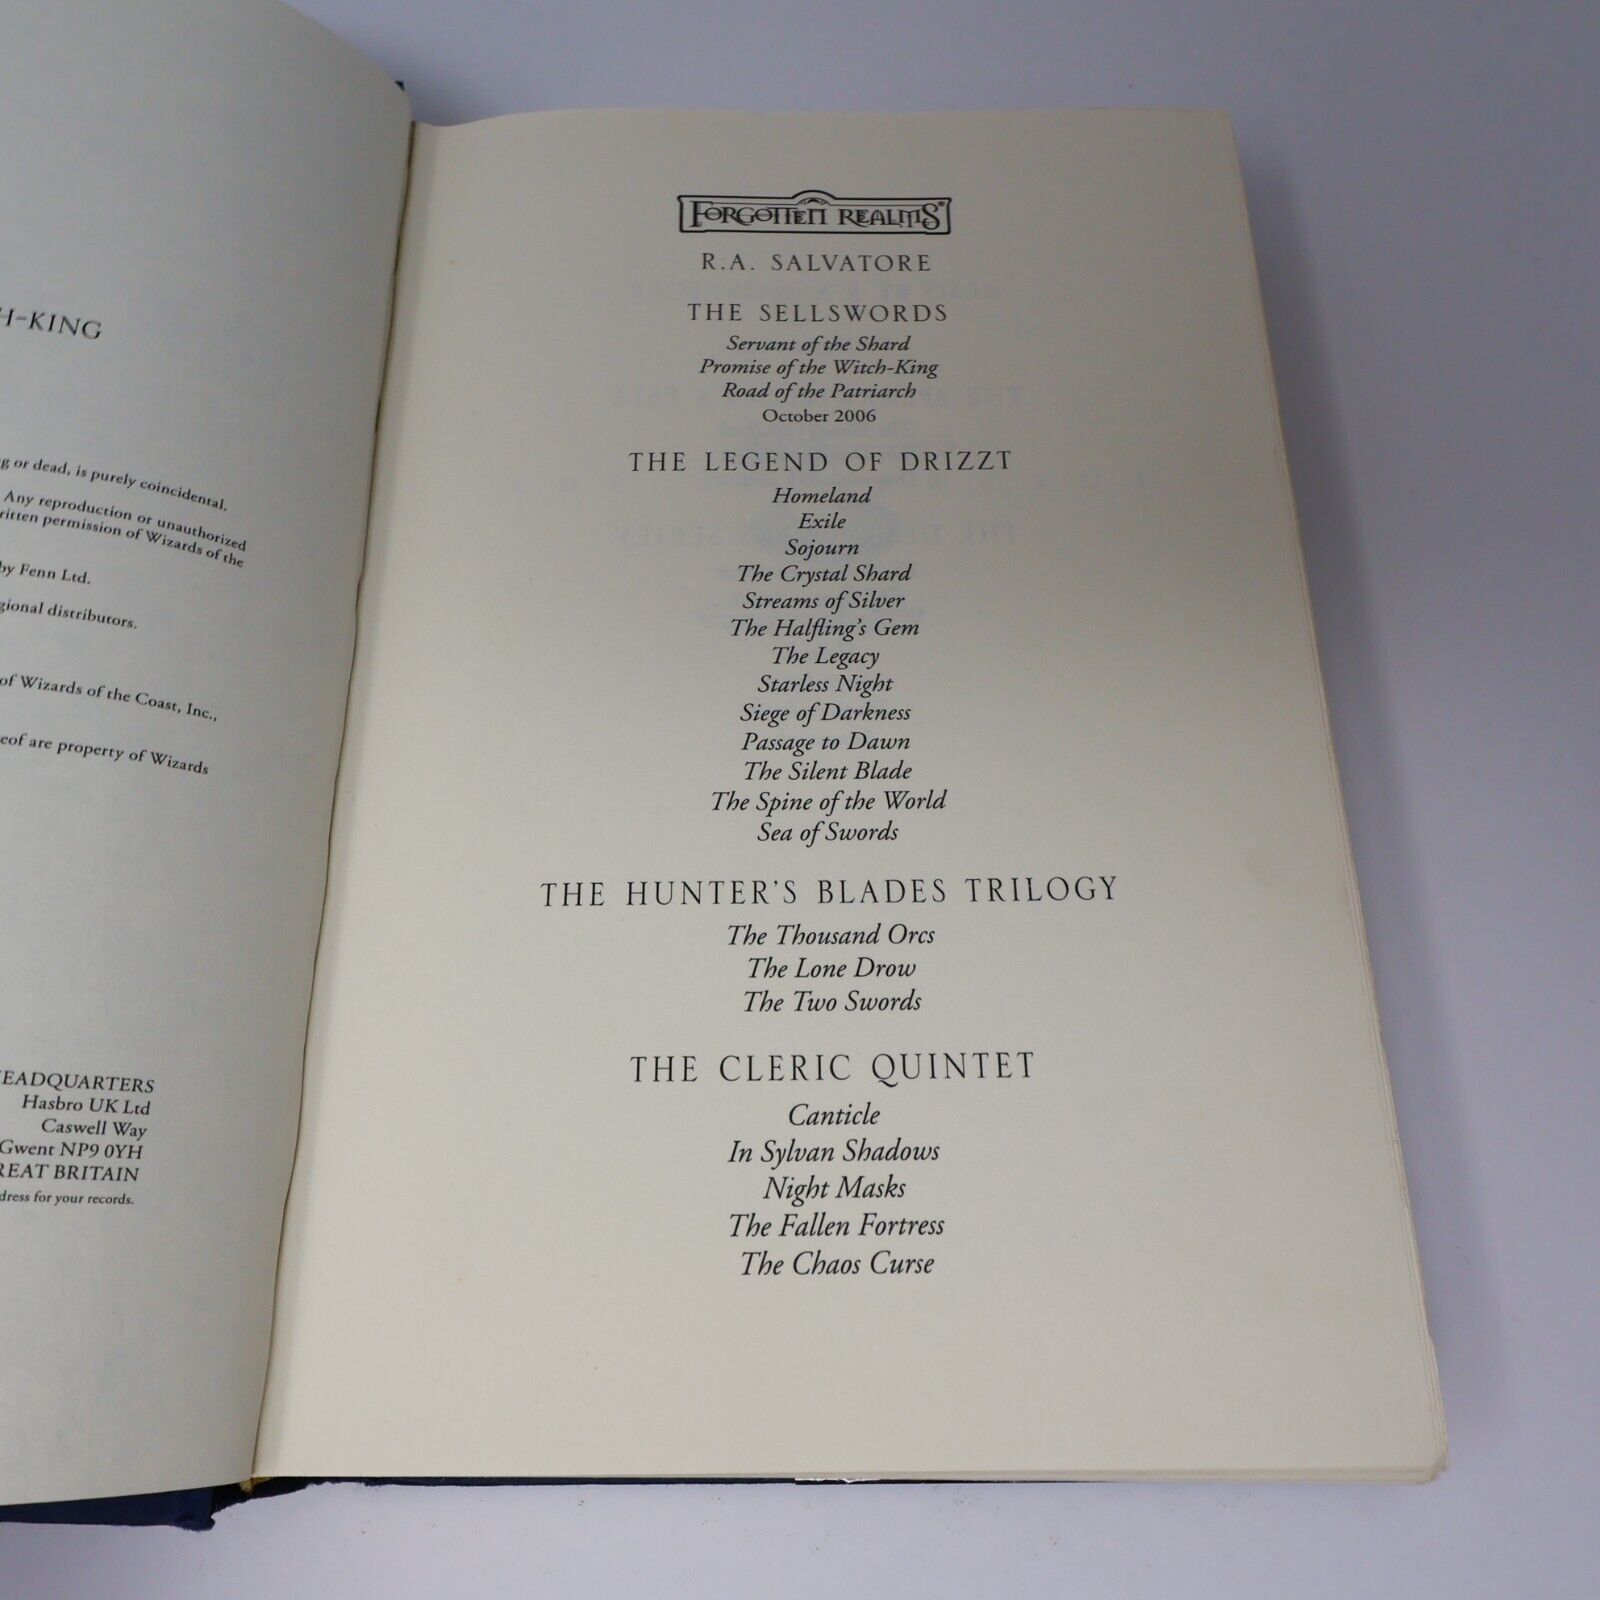 H-KING
g or dead, is purely coincidental.
Any reproduction or unauthorized
ritten permission of Wizards of the
by Fenn Ltd.
gional distributors.
of Wizards of the Coast, Inc.,
eof are property of Wizards
HEADQUARTERS
Hasbro UK Ltd
Caswell Way
Gwent NP9 0YH
REAT BRITAIN
dress for your records.
FORGOTTEN REALMS®
R.A. SALVATORE
THE SELLSWORDS
Servant of the Shard
Promise of the Witch-King
Road of the Patriarch
October 2006
THE LEGEND OF DRIZZT
Homeland
Exile
Sojourn
The Crystal Shard
Streams of Silver
The Halfling's Gem
The Legacy
Starless Night
Siege of Darkness
Passage to Dawn
The Silent Blade
The Spine of the World
Sea of Swords
THE HUNTER'S BLADES TRILOGY
The Thousand Orcs
The Lone Drow
The Two Swords
THE CLERIC QUINTET
Canticle
In Sylvan Shadows
Night Masks
The Fallen Fortress
The Chaos Curse